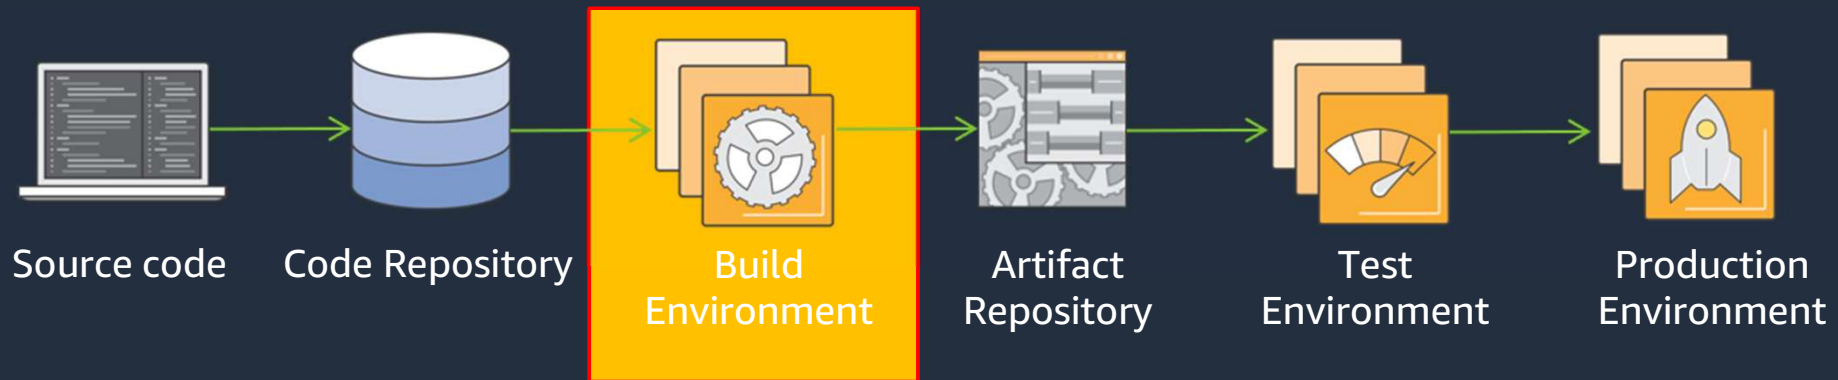 Source code
Code Repository
Build
Environment
Artifact
Repository
Test
Environment
Production
Environment